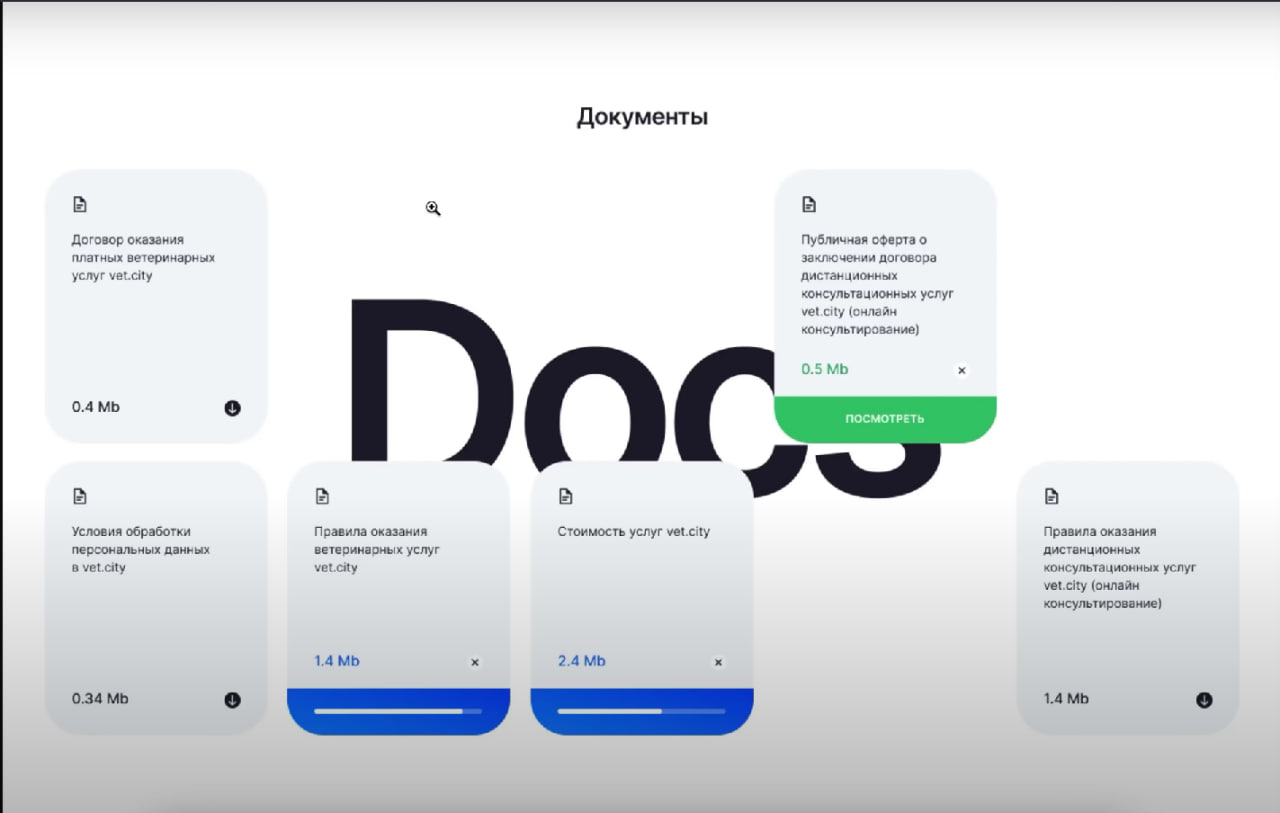 Документы
Договор оказания
платных ветеринарных
услуг vet.city
0.4 Mb
Docs
Публичная оферта о
заключении договора
дистанционных
консультационных услуг
vet.city (онлайн
консультирование)
0.5 Mb
ПОСМОТРЕТЬ
Условия обработки
персональных данных
в vet.city
0.34 Mb
Правила оказания
ветеринарных услуг
vet.city
1.4 Mb
Стоимость услуг vet.city
2.4 Mb
Правила оказания
дистанционных
консультационных услуг
vet.city (онлайн
консультирование)
1.4 Mb